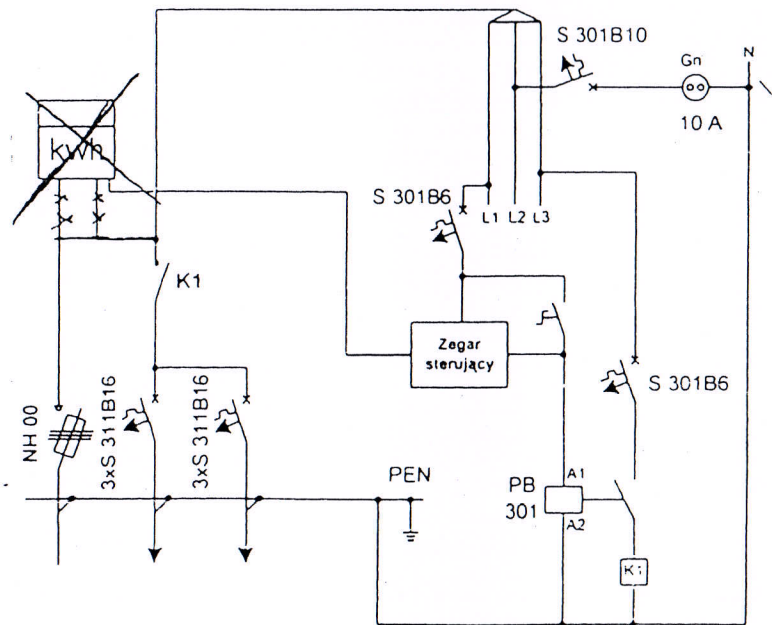 S 301B10
Gn
N
10 A
kwh
S 301B6
L1 L2 L3
K1
Zegar
sterujący
S 301B6
NH 00
3xS 311B16
3xS 311B16
PEN
PB
301
A1
A2
K1